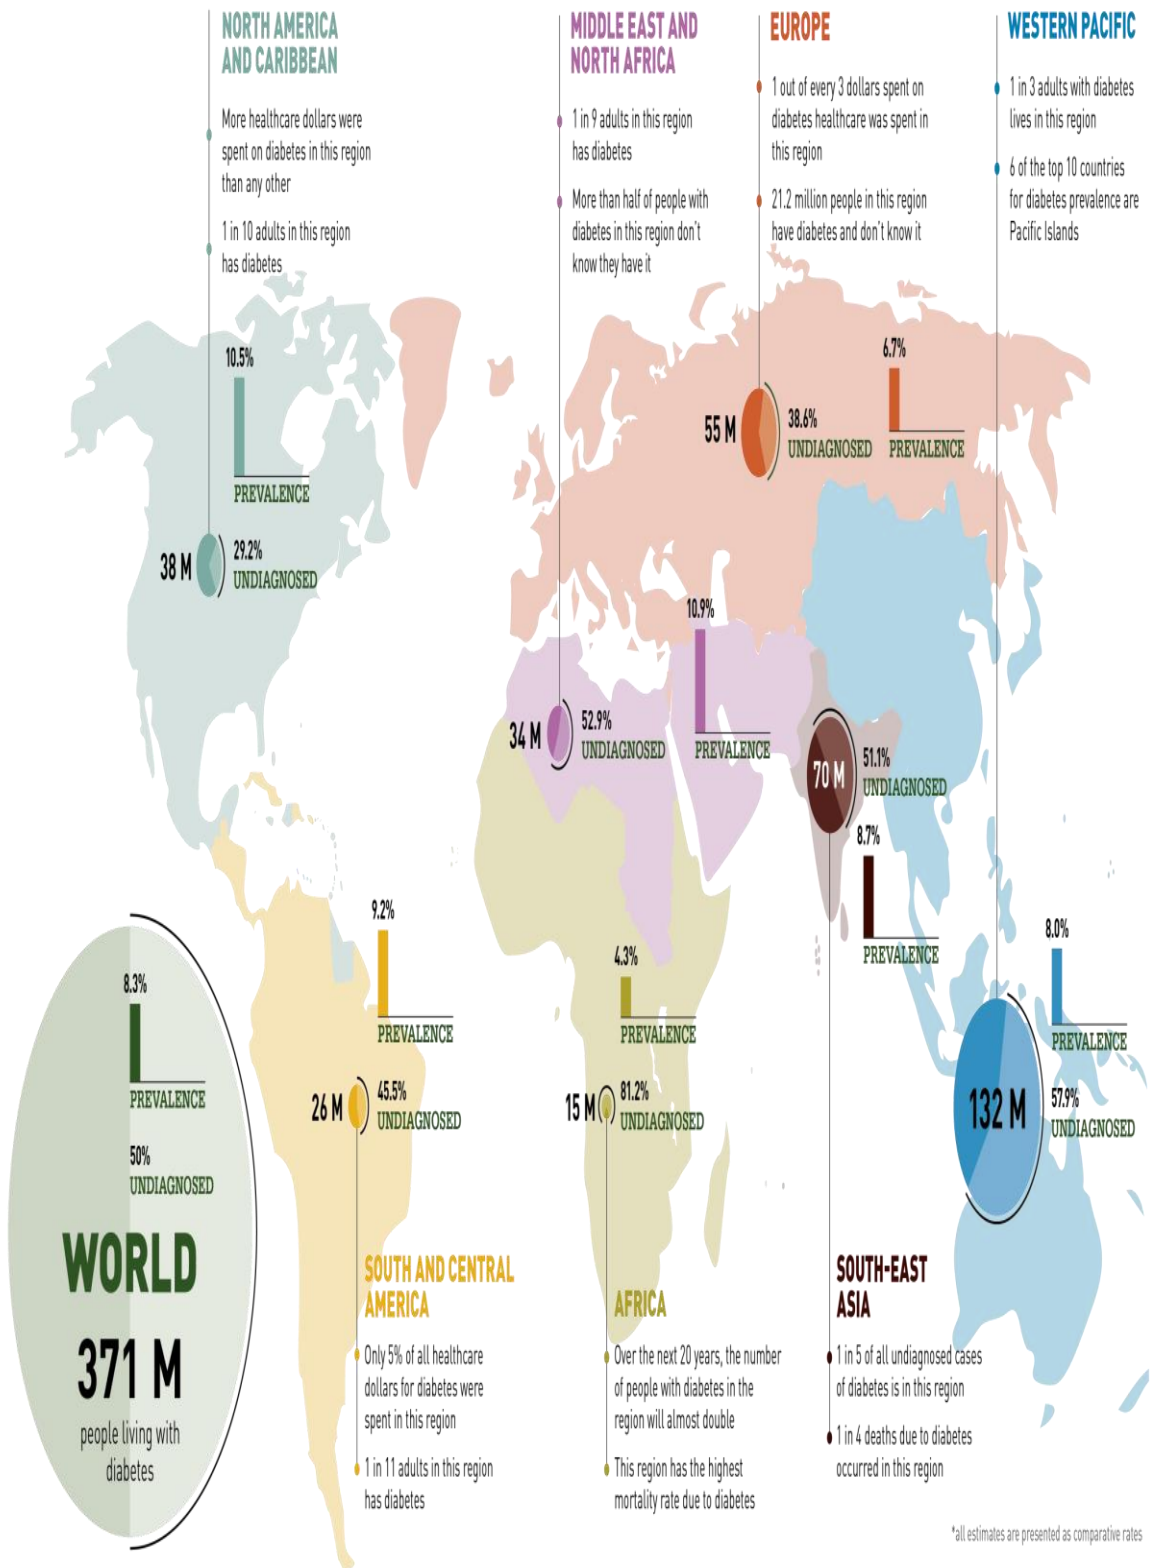 NORTH AMERICA
AND CARIBBEAN
More healthcare dollars were
spent on diabetes in this region
than any other
1 in 10 adults in this region
has diabetes
MIDDLE EAST AND
NORTH AFRICA
1 in 9 adults in this region
has diabetes
More than half of people with
diabetes in this region don't
know they have it
EUROPE
1 out of every 3 dollars spent on
diabetes healthcare was spent in
this region
21.2 million people in this region
have diabetes and don't know it
WESTERN PACIFIC
1 in 3 adults with diabetes
lives in this region
6 of the top 10 countries
for diabetes prevalence are
Pacific Islands
10.5%
PREVALENCE
38 M
29.2%
UNDIAGNOSED
55 M
38.6%
UNDIAGNOSED
6.7%
PREVALENCE
10.9%
PREVALENCE
34 M
52.9%
UNDIAGNOSED
70 M
51.1%
UNDIAGNOSED
8.7%
PREVALENCE
9.2%
PREVALENCE
26 M
45.5%
UNDIAGNOSED
4.3%
PREVALENCE
15 M
81.2%
UNDIAGNOSED
8.0%
PREVALENCE
132 M
57.9%
UNDIAGNOSED
8.3%
PREVALENCE
50%
UNDIAGNOSED
WORLD
371 M
people living with
diabetes
SOUTH AND CENTRAL
AMERICA
Only 5% of all healthcare
dollars for diabetes were
spent in this region
1 in 11 adults in this region
has diabetes
AFRICA
Over the next 20 years, the number
of people with diabetes in the
region will almost double
This region has the highest
mortality rate due to diabetes
SOUTH-EAST
ASIA
1 in 5 of all undiagnosed cases
of diabetes is in this region
1 in 4 deaths due to diabetes
occurred in this region
*all estimates are presented as comparative rates